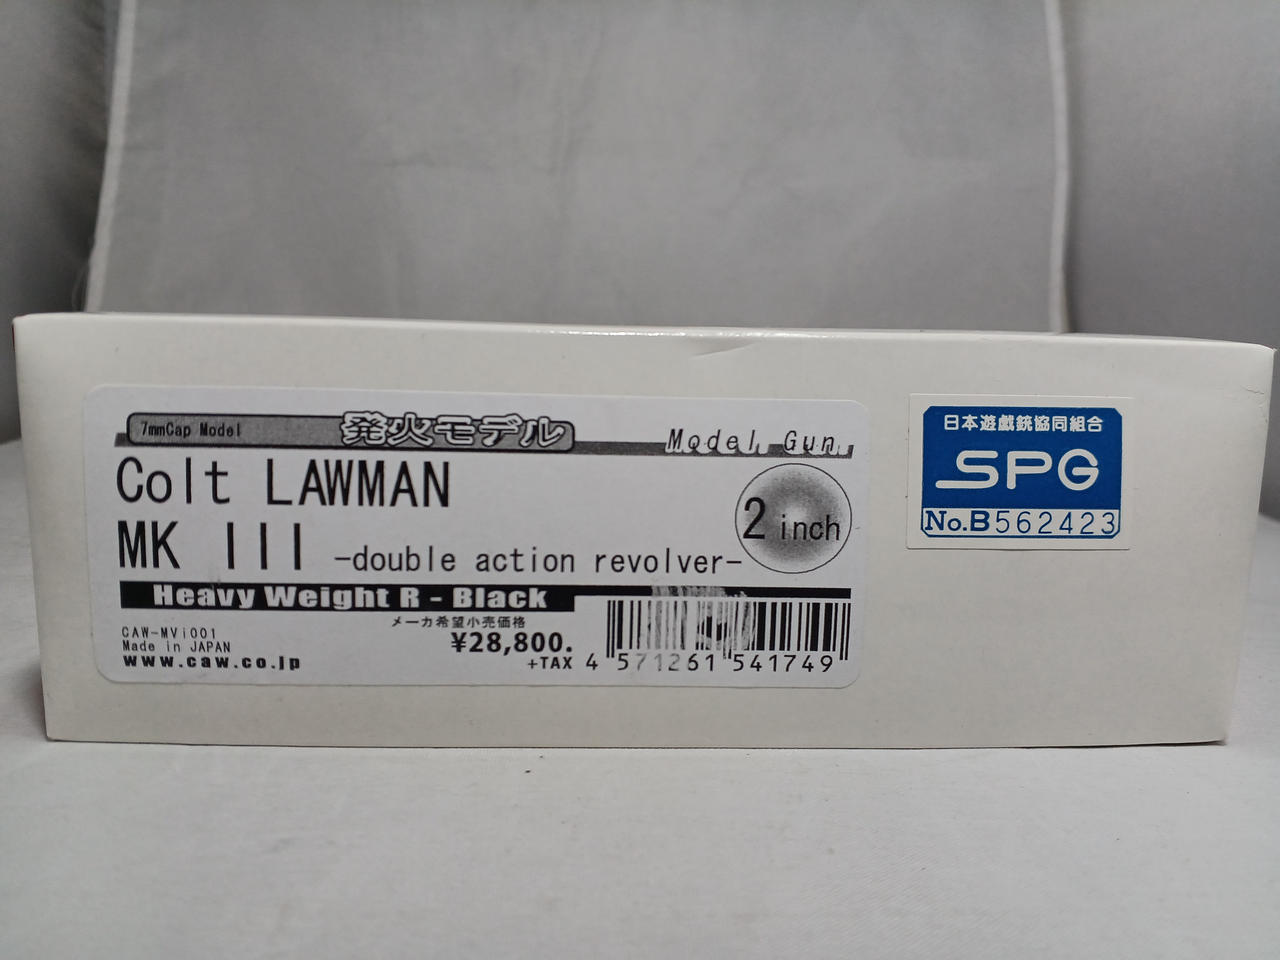 7mmCap Model 発火モデル
Model Gun.
Colt LAWMAN
MK III -double action revolver-
2 inch
Heavy Weight R - Black
メーカ希望小売価格
CAW-MVi001
Made in JAPAN
www.caw.co.jp
¥28,800.
+TAX
4 571261 541749
日本遊戯銃協同組合
SPG
No.B562423